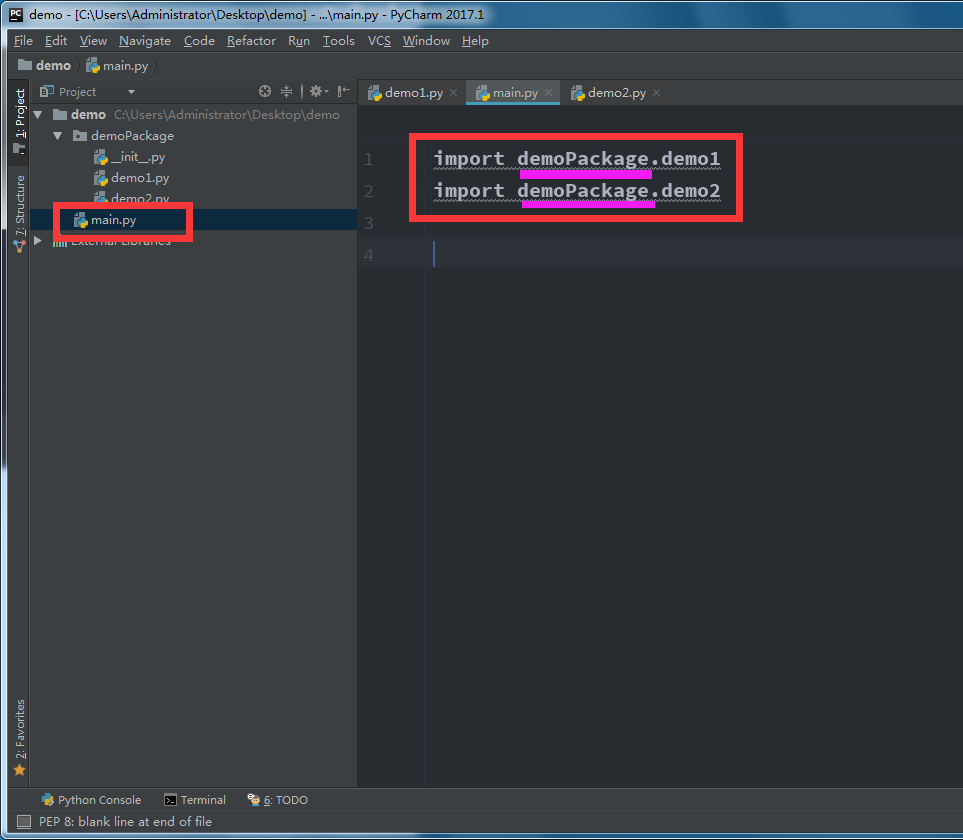 demo - [C:\Users\Administrator\Desktop\demo] - ...\main.py - PyCharm 2017.1
File Edit View Navigate Code Refactor Run Tools VCS Window Help
demo main.py
Project
demo1.py main.py demo2.py
1: Project
demo C:\Users\Administrator\Desktop\demo
demoPackage
__init__.py
demo1.py
demo2.py
main.py
External Libraries
7: Structure
2: Favorites
1 import demoPackage.demo1
2 import demoPackage.demo2
3
4
Python Console Terminal 6: TODO
PEP 8: blank line at end of file